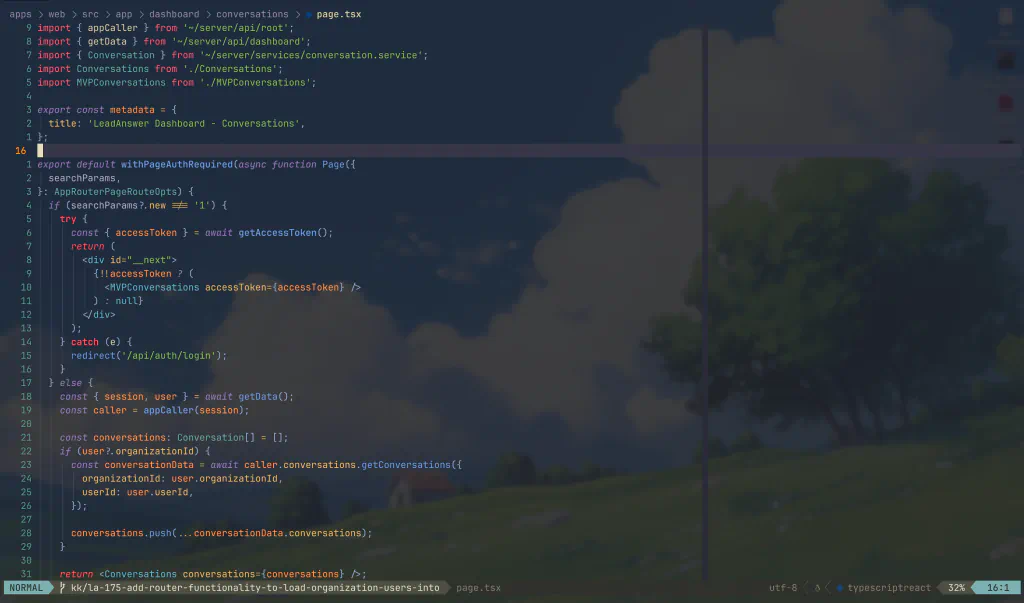 apps > web > src > app > dashboard > conversations > page.tsx
9 import { appCaller } from '~/server/api/root';
8 import { getData } from '~/server/api/dashboard';
7 import { Conversation } from '~/server/services/conversation.service';
6 import Conversations from './Conversations';
5 import MVPConversations from './MVPConversations';
4
3 export const metadata = {
2   title: 'LeadAnswer Dashboard - Conversations',
1 };
16
1 export default withPageAuthRequired(async function Page({
2   searchParams,
3 }: AppRouterPageRouteOpts) {
4   if (searchParams?.new !== '1') {
5     try {
6       const { accessToken } = await getAccessToken();
7       return (
8         <div id="__next">
9           {!!accessToken ? (
10             <MVPConversations accessToken={accessToken} />
11           ) : null}
12         </div>
13       );
14     } catch (e) {
15       redirect('/api/auth/login');
16     }
17   } else {
18     const { session, user } = await getData();
19     const caller = appCaller(session);
20
21     const conversations: Conversation[] = [];
22     if (user?.organizationId) {
23       const conversationData = await caller.conversations.getConversations({
24         organizationId: user.organizationId,
25         userId: user.userId,
26       });
27
28       conversations.push(...conversationData.conversations);
29     }
30
31     return <Conversations conversations={conversations} />;
NORMAL kk/la-175-add-router-functionality-to-load-organization-users-into page.tsx utf-8 typescriptreact 32% 16:1